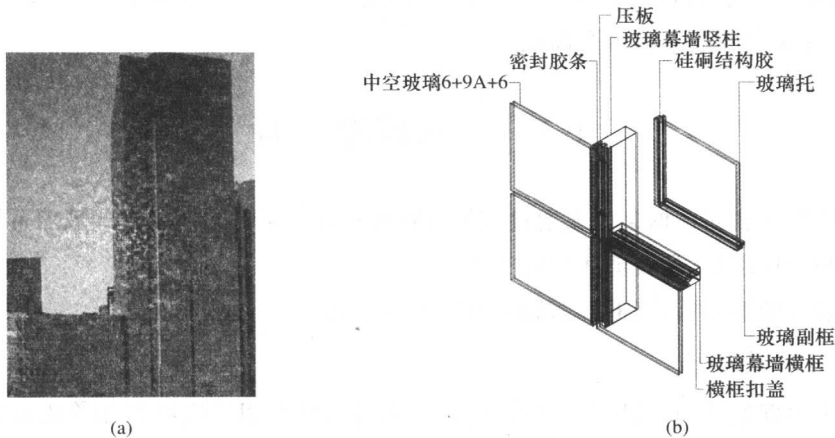 压板
玻璃幕墙竖柱
密封胶条
硅硐结构胶
中空玻璃6+9A+6
玻璃托
玻璃副框
玻璃幕墙横框
横框扣盖
(a)
(b)